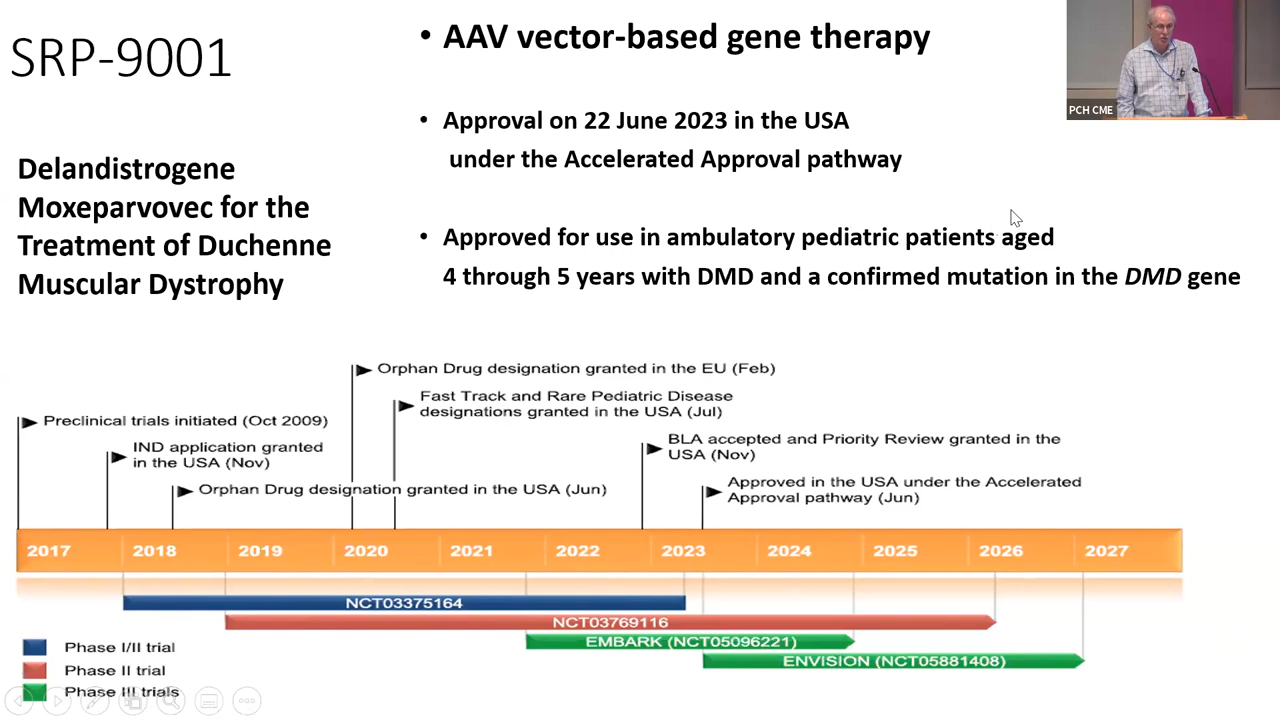 SRP-9001
Delandistrogene
Moxeparvovec for the
Treatment of Duchenne
Muscular Dystrophy
• AAV vector-based gene therapy
• Approval on 22 June 2023 in the USA
under the Accelerated Approval pathway
• Approved for use in ambulatory pediatric patients aged
4 through 5 years with DMD and a confirmed mutation in the DMD gene
PCH CME
Orphan Drug designation granted in the EU (Feb)
Fast Track and Rare Pediatric Disease
designations granted in the USA (Jul)
Preclinical trials initiated (Oct 2009)
IND application granted
in the USA (Nov)
Orphan Drug designation granted in the USA (Jun)
BLA accepted and Priority Review granted in the
USA (Nov)
Approved in the USA under the Accelerated
Approval pathway (Jun)
2017 2018 2019 2020 2021 2022 2023 2024 2025 2026 2027
NCT03375164
NCT03769116
EMBARK (NCT05096221)
ENVISION (NCT05881408)
Phase I/II trial
Phase II trial
Phase III trials